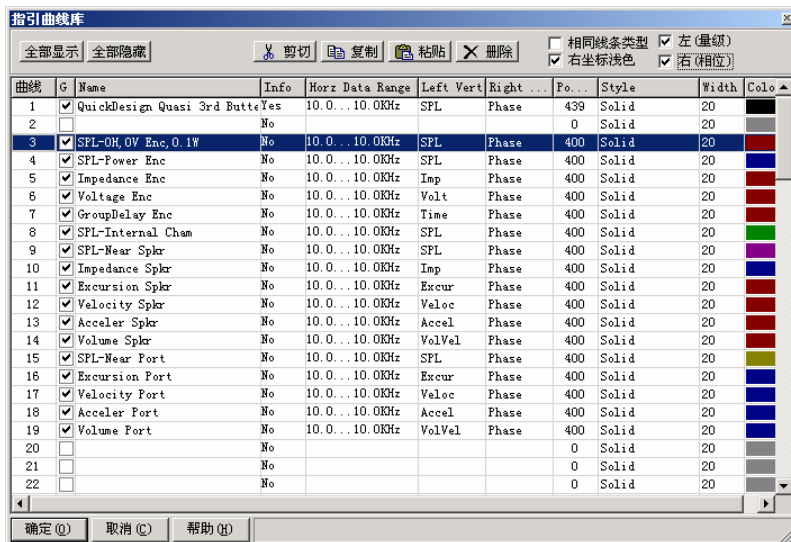 指引曲线库
全部显示 全部隐藏 剪切 复制 粘贴 删除 相同线条类型 左(量级)
右坐标浅色 右(相位)
曲线 G Name Info Horz Data Range Left Vert Right ... Po... Style Width Colo
1 QuickDesign Quasi 3rd Butte Yes 10.0...10.0KHz SPL Phase 439 Solid 20
2 No 0 Solid 20
3 SPL-0H,0V Enc,0.1W No 10.0...10.0KHz SPL Phase 400 Solid 20
4 SPL-Power Enc No 10.0...10.0KHz SPL Phase 400 Solid 20
5 Impedance Enc No 10.0...10.0KHz Imp Phase 400 Solid 20
6 Voltage Enc No 10.0...10.0KHz Volt Phase 400 Solid 20
7 GroupDelay Enc No 10.0...10.0KHz Time Phase 400 Solid 20
8 SPL-Internal Cham No 10.0...10.0KHz SPL Phase 400 Solid 20
9 SPL-Near Spkr No 10.0...10.0KHz SPL Phase 400 Solid 20
10 Impedance Spkr No 10.0...10.0KHz Imp Phase 400 Solid 20
11 Excursion Spkr No 10.0...10.0KHz Excur Phase 400 Solid 20
12 Velocity Spkr No 10.0...10.0KHz Veloc Phase 400 Solid 20
13 Acceler Spkr No 10.0...10.0KHz Accel Phase 400 Solid 20
14 Volume Spkr No 10.0...10.0KHz VolVel Phase 400 Solid 20
15 SPL-Near Port No 10.0...10.0KHz SPL Phase 400 Solid 20
16 Excursion Port No 10.0...10.0KHz Excur Phase 400 Solid 20
17 Velocity Port No 10.0...10.0KHz Veloc Phase 400 Solid 20
18 Acceler Port No 10.0...10.0KHz Accel Phase 400 Solid 20
19 Volume Port No 10.0...10.0KHz VolVel Phase 400 Solid 20
20 No 0 Solid 20
21 No 0 Solid 20
22 No 0 Solid 20
确定(O) 取消(C) 帮助(H)